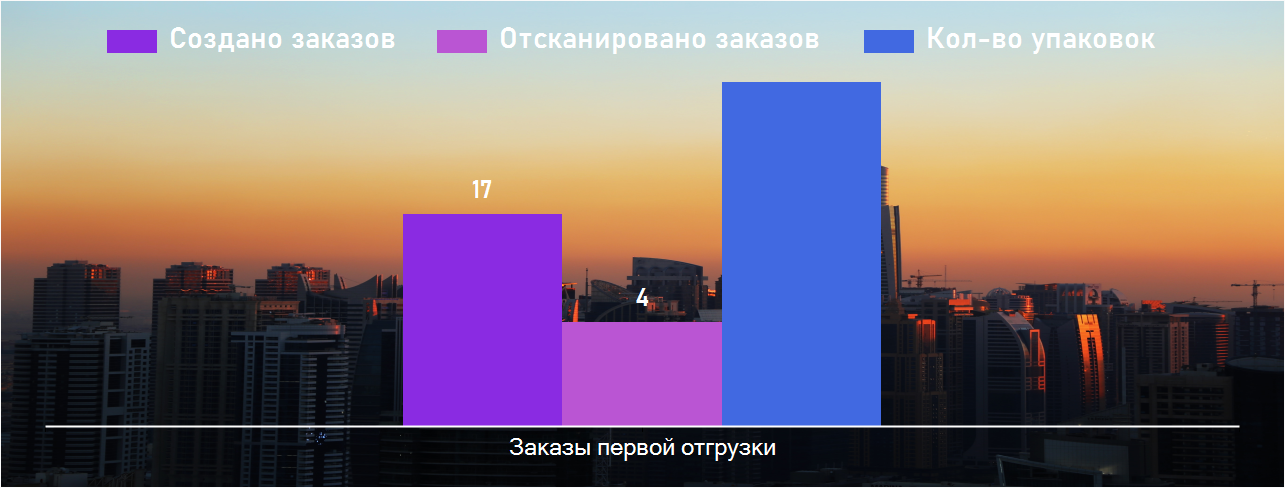 Создано заказов Отсканировано заказов Кол-во упаковок
17
4
Заказы первой отгрузки